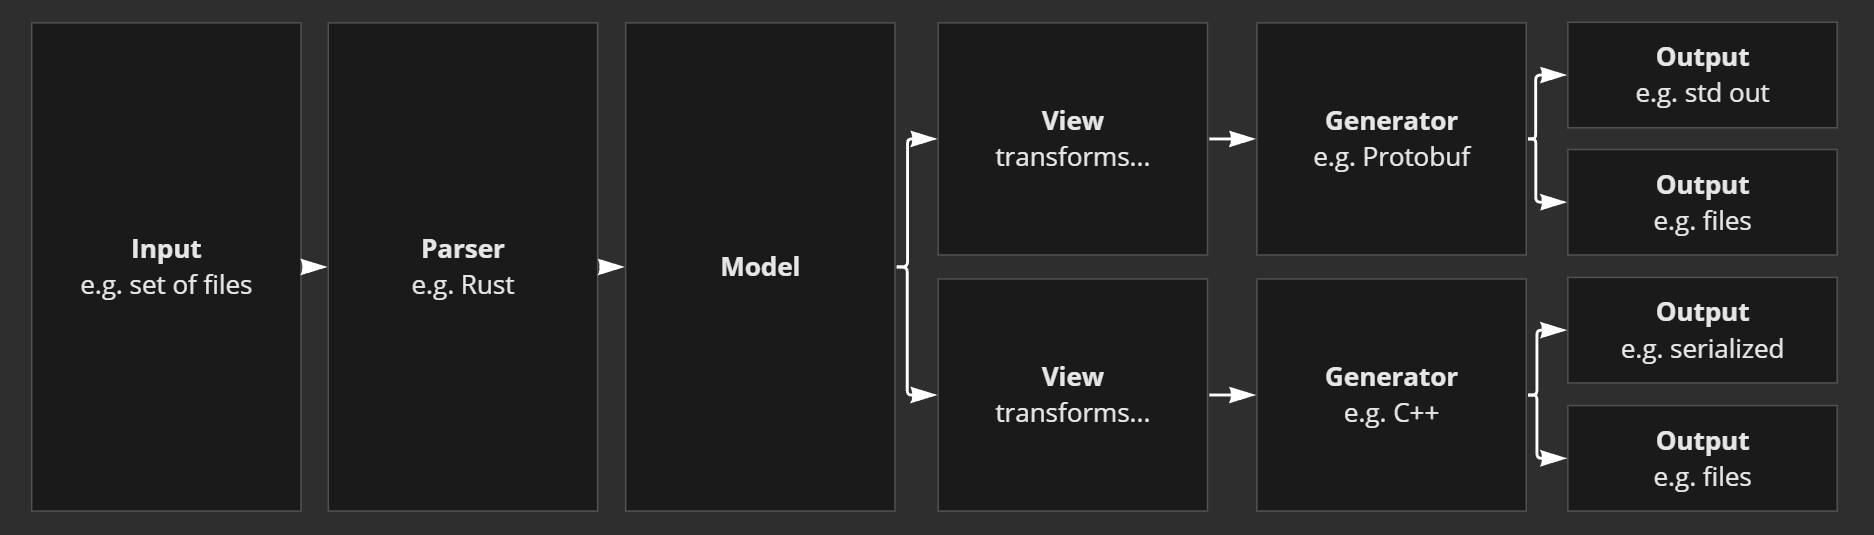 Input
e.g. set of files
Parser
e.g. Rust
Model
View
transforms...
Generator
e.g. Protobuf
Output
e.g. std out
Output
e.g. files
View
transforms...
Generator
e.g. C++
Output
e.g. serialized
Output
e.g. files